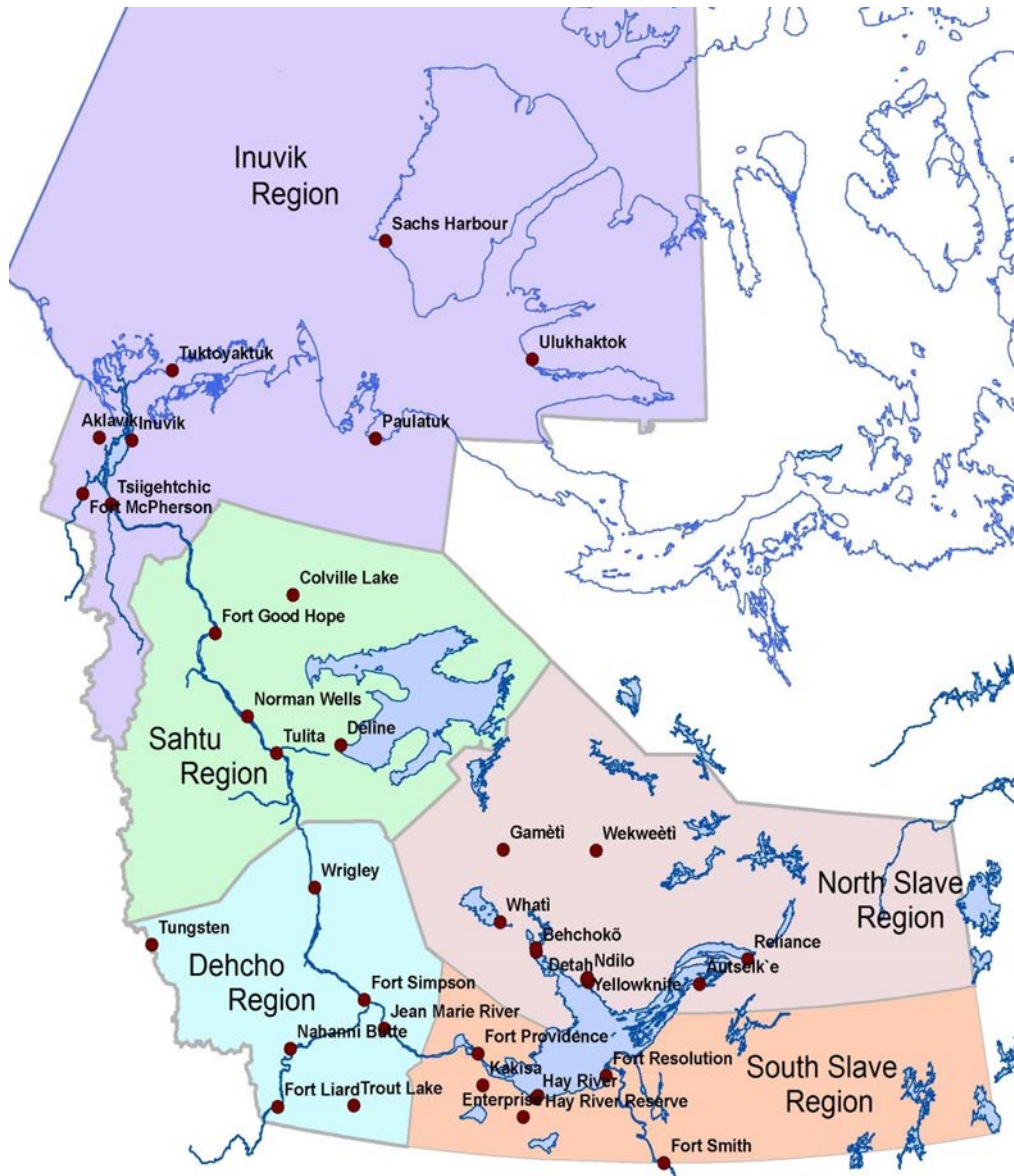 Inuvik
Region
Sachs Harbour
Ulukhaktok
Tuktoyaktuk
Aklavik
Inuvik
Paulatuk
Tsiigehtchic
Fort McPherson
Colville Lake
Fort Good Hope
Norman Wells
Tulita
Déline
Sahtu
Region
Gamètì
Wekweètì
Wrigley
North Slave
Region
Whatì
Tungsten
Behchokõ
Reliance
Detah
Ndilo
Autselk`e
Yellowknife
Dehcho
Region
Fort Simpson
Jean Marie River
Nahanni Butte
Fort Providence
Fort Resolution
South Slave
Region
Kakisa
Hay River
Fort Liard
Trout Lake
Enterprise
Hay River Reserve
Fort Smith